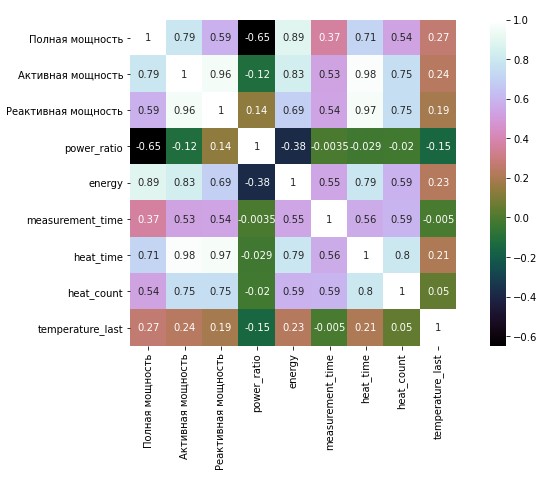 Полная мощность 1 0.79 0.59 -0.65 0.89 0.37 0.71 0.54 0.27
Активная мощность 0.79 1 0.96 -0.12 0.83 0.53 0.98 0.75 0.24
Реактивная мощность 0.59 0.96 1 0.14 0.69 0.54 0.97 0.75 0.19
power_ratio -0.65 -0.12 0.14 1 -0.38 -0.0035 -0.029 -0.02 -0.15
energy 0.89 0.83 0.69 -0.38 1 0.55 0.79 0.59 0.23
measurement_time 0.37 0.53 0.54 -0.0035 0.55 1 0.56 0.59 -0.005
heat_time 0.71 0.98 0.97 -0.029 0.79 0.56 1 0.8 0.21
heat_count 0.54 0.75 0.75 -0.02 0.59 0.59 0.8 1 0.05
temperature_last 0.27 0.24 0.19 -0.15 0.23 -0.005 0.21 0.05 1
Полная мощность
Активная мощность
Реактивная мощность
power_ratio
energy
measurement_time
heat_time
heat_count
temperature_last
1.0
0.8
0.6
0.4
0.2
0.0
−0.2
−0.4
−0.6